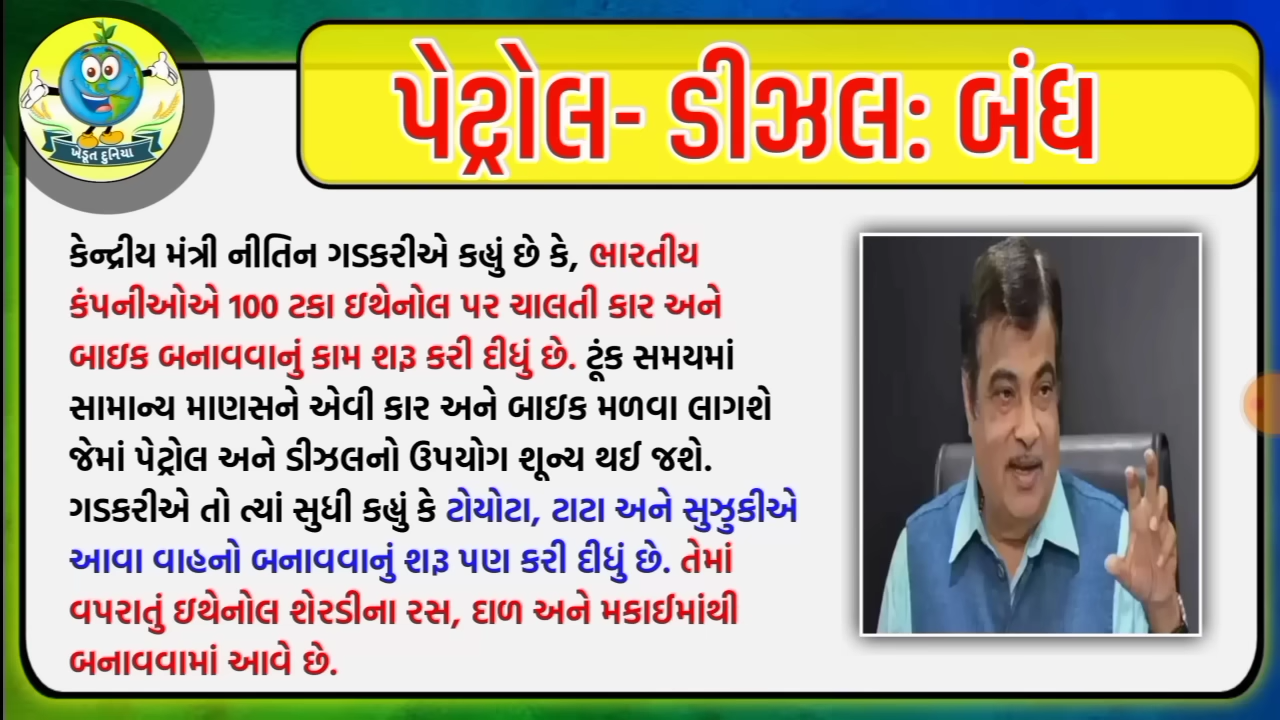 ખેડૂત દુનિયા
પેટ્રોલ- ડીઝલ: બંધ
કેન્દ્રીય મંત્રી નીતિન ગડકરીએ કહ્યું છે કે, ભારતીય
કંપનીઓએ 100 ટકા ઇથેનોલ પર ચાલતી કાર અને
બાઇક બનાવવાનું કામ શરૂ કરી દીધું છે. ટૂંક સમયમાં
સામાન્ય માણસને એવી કાર અને બાઇક મળવા લાગશે
જેમાં પેટ્રોલ અને ડીઝલનો ઉપયોગ શૂન્ય થઈ જશે.
ગડકરીએ તો ત્યાં સુધી કહ્યું કે ટોયોટા, ટાટા અને સુઝુકીએ
આવા વાહનો બનાવવાનું શરૂ પણ કરી દીધું છે. તેમાં
વપરાતું ઇથેનોલ શેરડીના રસ, દાળ અને મકાઈમાંથી
બનાવવામાં આવે છે.